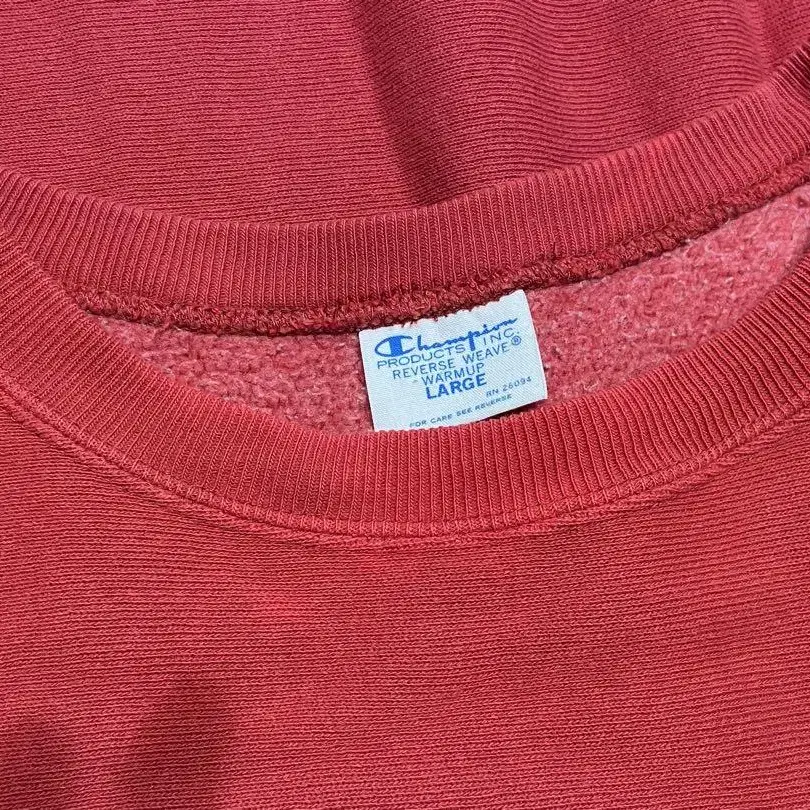 Champion
PRODUCTS INC.
REVERSE WEAVE®
WARMUP
LARGE
RN 26094
FOR CARE SEE REVERSE